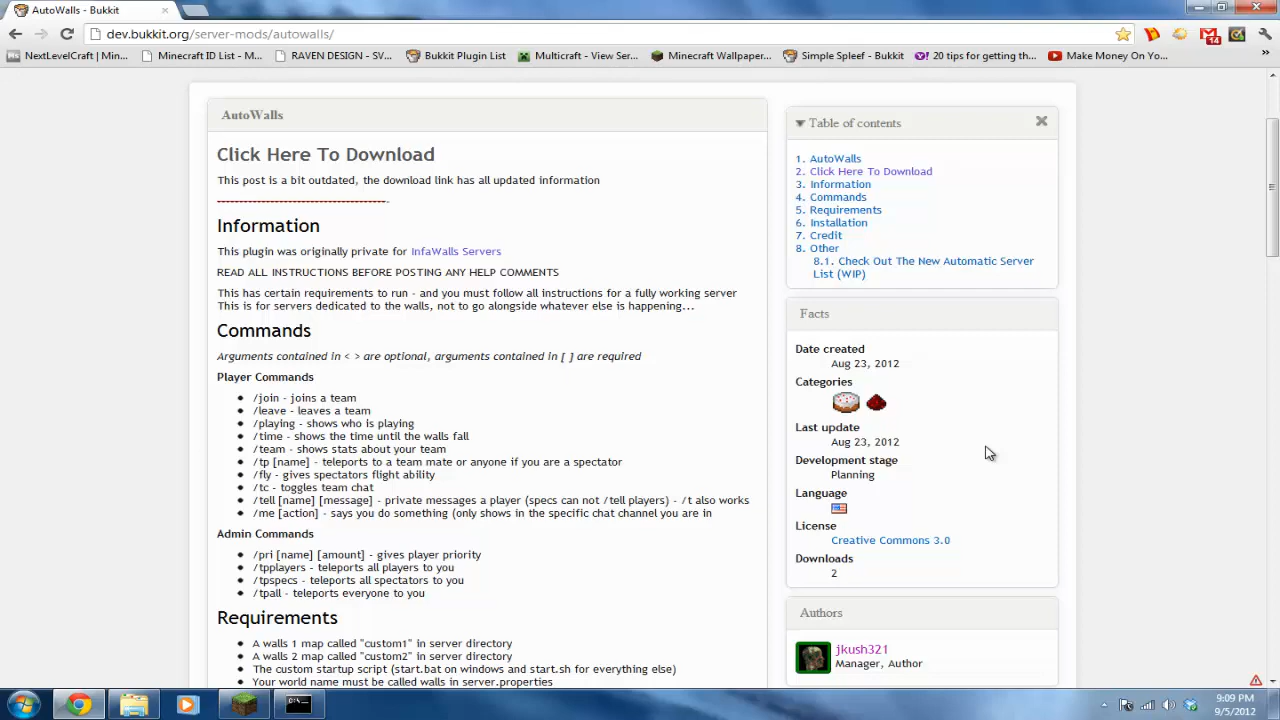 AutoWalls - Bukkit
dev.bukkit.org/server-mods/autowalls/
14
NextLevelCraft | Min...
Minecraft ID List - M...
RAVEN DESIGN - SV...
Bukkit Plugin List
Multicraft - View Ser...
Minecraft Wallpaper...
Simple Spleef - Bukkit
20 tips for getting th...
Make Money On Yo...
AutoWalls
Click Here To Download
This post is a bit outdated, the download link has all updated information
-------------------------------------.
Information
This plugin was originally private for InfaWalls Servers
READ ALL INSTRUCTIONS BEFORE POSTING ANY HELP COMMENTS
This has certain requirements to run - and you must follow all instructions for a fully working server
This is for servers dedicated to the walls, not to go alongside whatever else is happening...
Commands
Arguments contained in < > are optional, arguments contained in [ ] are required
Player Commands
/join - joins a team
/leave - leaves a team
/playing - shows who is playing
/time - shows the time until the walls fall
/team - shows stats about your team
/tp [name] - teleports to a team mate or anyone if you are a spectator
/fly - gives spectators flight ability
/tc - toggles team chat
/tell [name] [message] - private messages a player (specs can not /tell players) - /t also works
/me [action] - says you do something (only shows in the specific chat channel you are in
Admin Commands
/pri [name] [amount] - gives player priority
/tpplayers - teleports all players to you
/tpspecs - teleports all spectators to you
/tpall - teleports everyone to you
Requirements
A walls 1 map called "custom1" in server directory
A walls 2 map called "custom2" in server directory
The custom startup script (start.bat on windows and start.sh for everything else)
Your world name must be called walls in server.properties
Table of contents
1. AutoWalls
2. Click Here To Download
3. Information
4. Commands
5. Requirements
6. Installation
7. Credit
8. Other
8.1. Check Out The New Automatic Server
List (WIP)
Facts
Date created
Aug 23, 2012
Categories
Last update
Aug 23, 2012
Development stage
Planning
Language
License
Creative Commons 3.0
Downloads
2
Authors
jkush321
Manager, Author
9:09 PM
9/5/2012